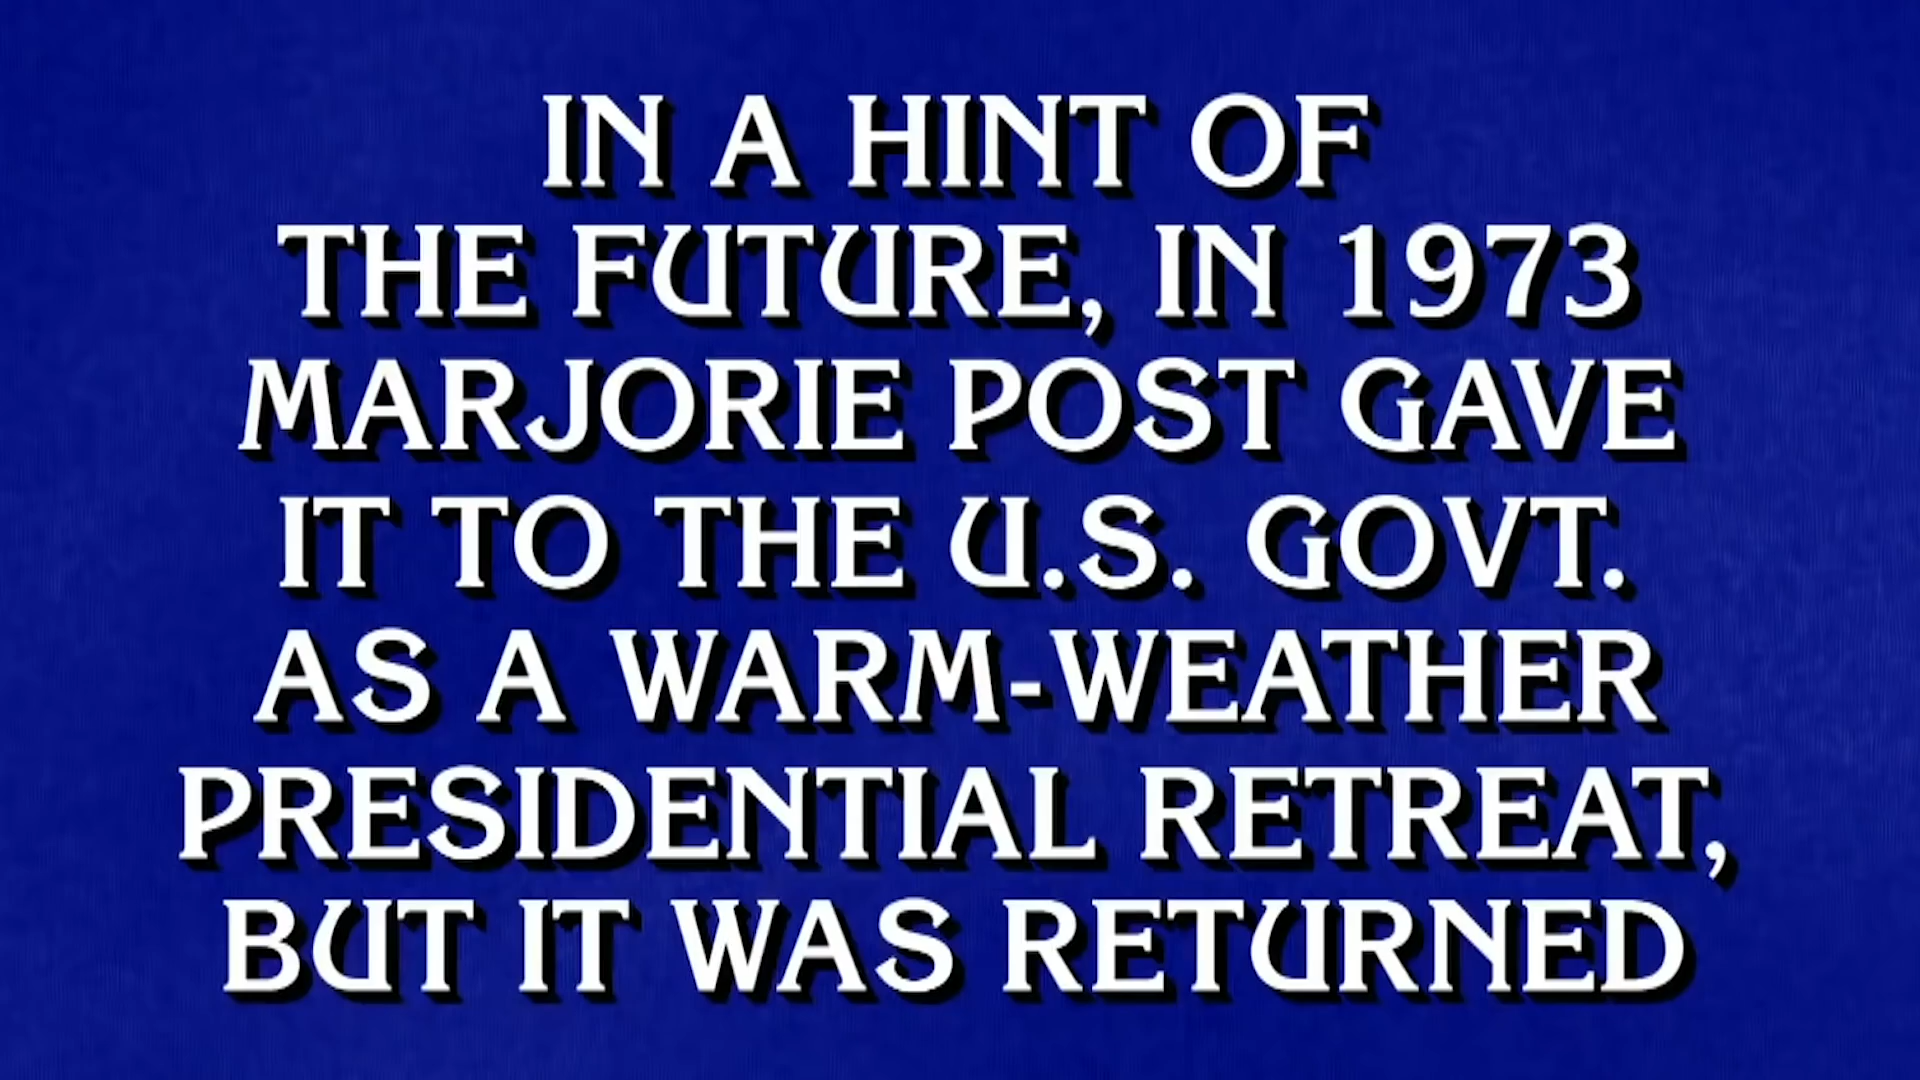 IN A HINT OF
THE FUTURE, IN 1973
MARJORIE POST GAVE
IT TO THE U.S. GOVT.
AS A WARM-WEATHER
PRESIDENTIAL RETREAT,
BUT IT WAS RETURNED